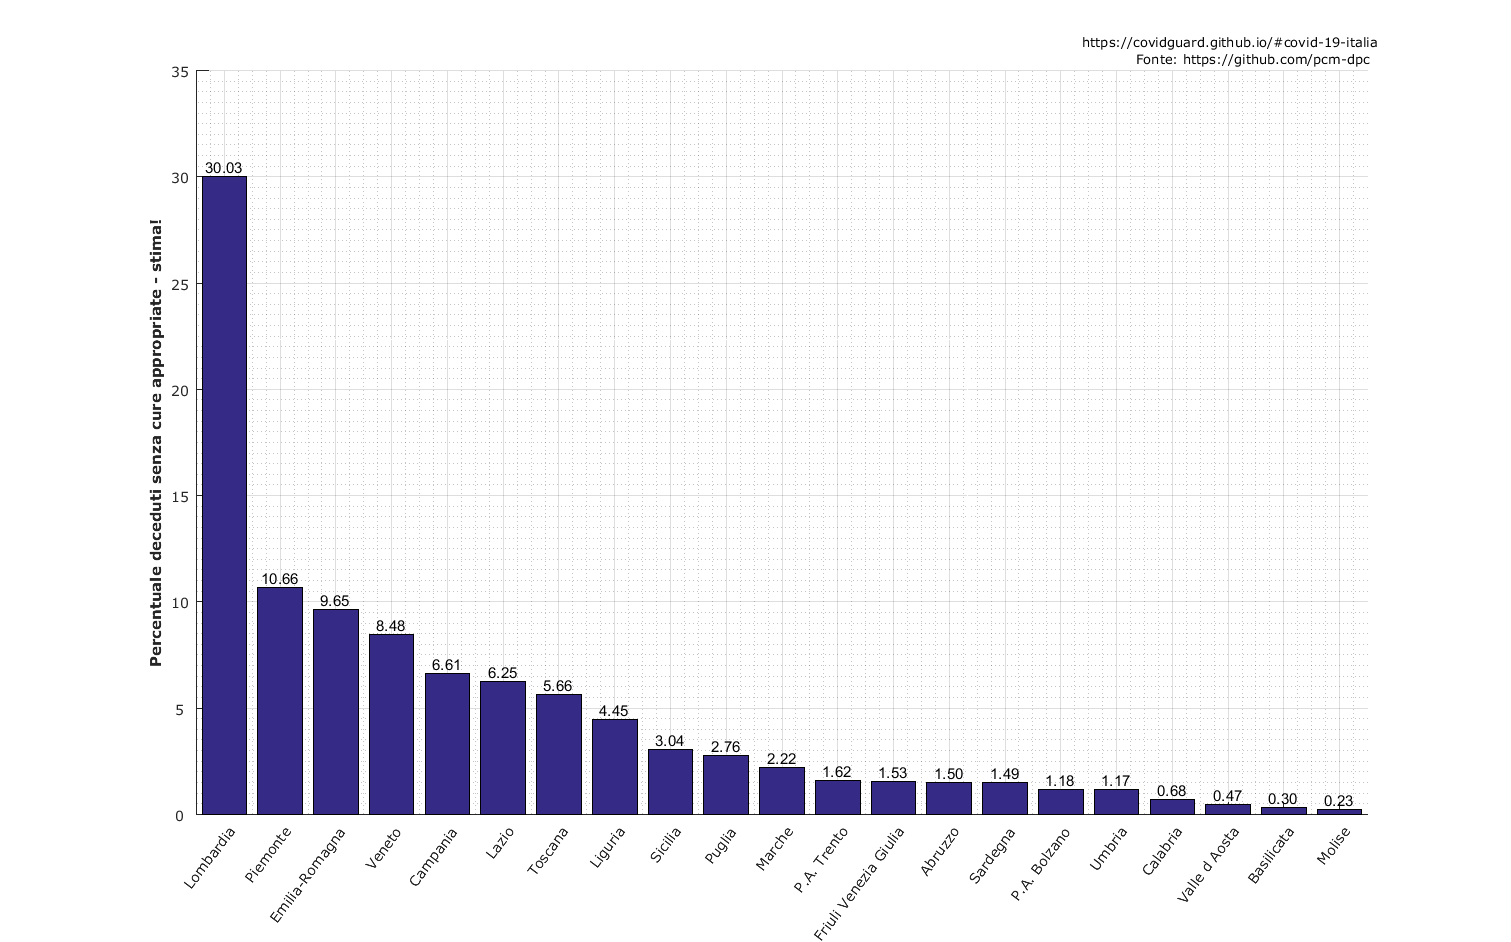 https://covidguard.github.io/#covid-19-italia
Fonte: https://github.com/pcm-dpc
Percentuale deceduti senza cure appropriate - stima!
35
30
25
20
15
10
5
0
30.03
10.66
9.65
8.48
6.61
6.25
5.66
4.45
3.04
2.76
2.22
1.62
1.53
1.50
1.49
1.18
1.17
0.68
0.47
0.30
0.23
Lombardia
Piemonte
Emilia-Romagna
Veneto
Campania
Lazio
Toscana
Liguria
Sicilia
Puglia
Marche
P.A. Trento
Friuli Venezia Giulia
Abruzzo
Sardegna
P.A. Bolzano
Umbria
Calabria
Valle d Aosta
Basilicata
Molise